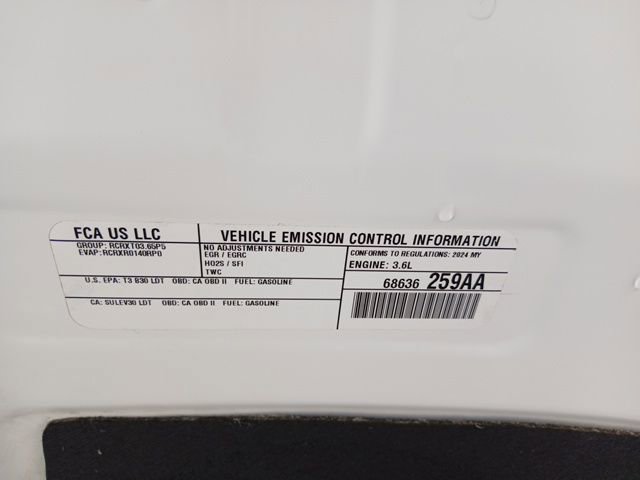 FCA US LLC
GROUP: RCRXT03.65P5
EVAP: RCRXR0140RP0
VEHICLE EMISSION CONTROL INFORMATION
NO ADJUSTMENTS NEEDED
EGR / EGRC
HO2S / SFI
TWC
CONFORMS TO REGULATIONS: 2024 MY
ENGINE: 3.6L
U.S. EPA: T3 B30 LDT OBD: CA OBD II FUEL: GASOLINE
CA: SULEV30 LDT OBD: CA OBD II FUEL: GASOLINE
68636 259AA